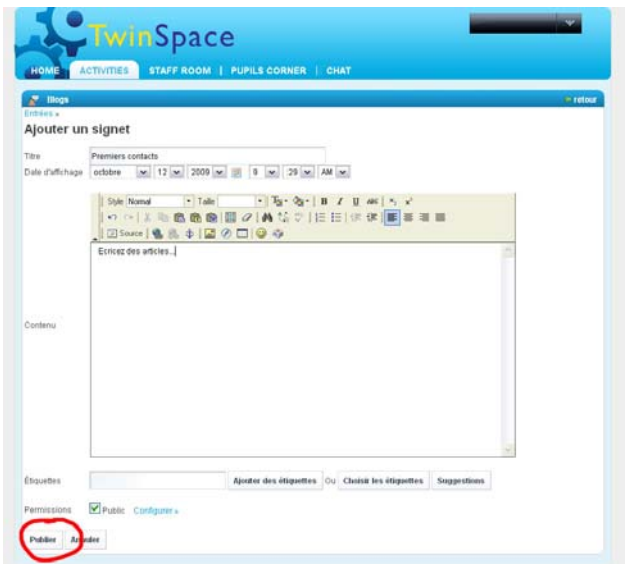 TwinSpace
HOME ACTIVITIES STAFF ROOM | PUPILS CORNER | CHAT
Blogs retour
Entrées »
Ajouter un signet
Titre Premiers contacts
Date d'affichage octobre 12 2009 9 29 AM
Style Normal Taille
B I U ABC
Source
Ecricez des articles...
Contenu
Étiquettes Ajouter des étiquettes Ou Choisir les étiquettes Suggestions
Permissions Public Configurer »
Publier Annuler